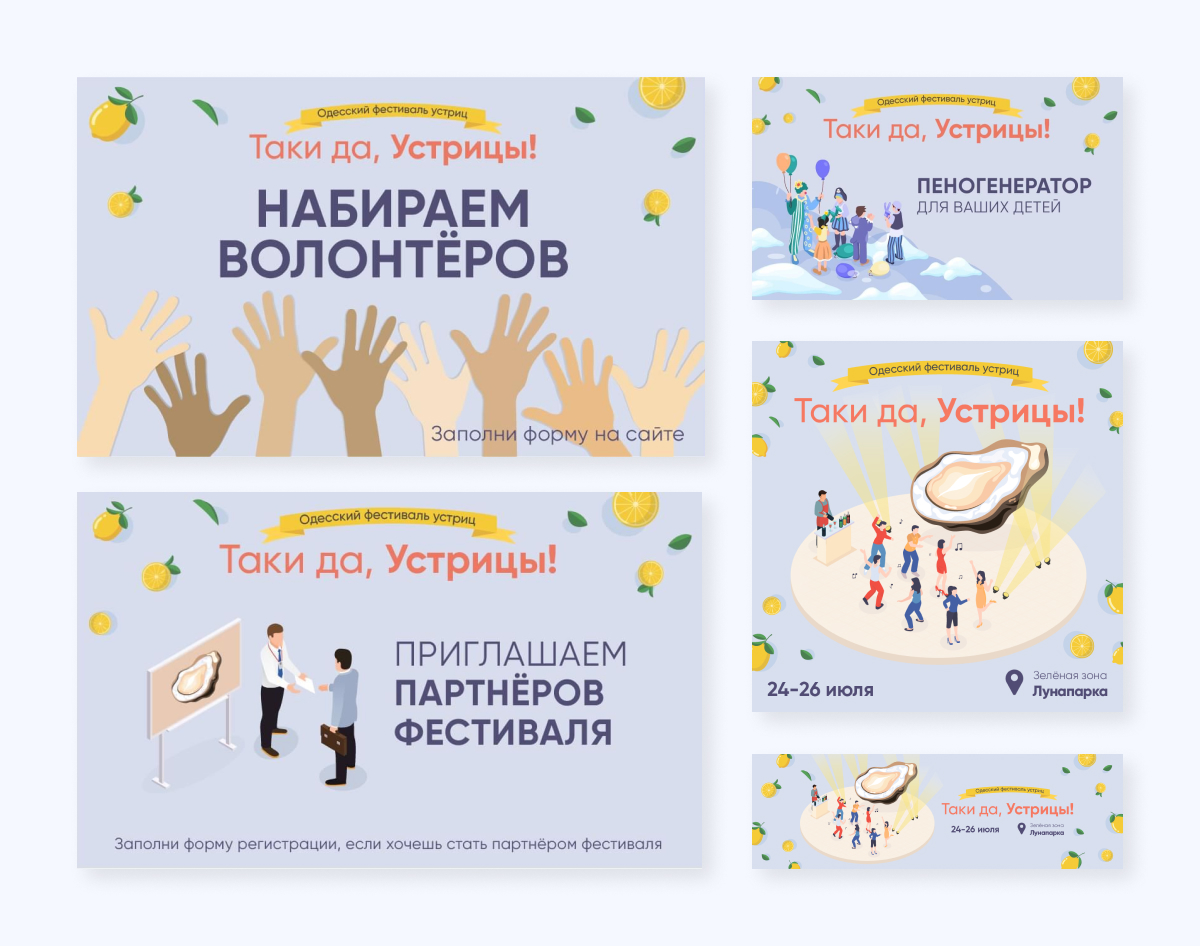 Одесский фестиваль устриц
Таки да, Устрицы!
НАБИРАЕМ
ВОЛОНТЁРОВ
Заполни форму на сайте
Одесский фестиваль устриц
Таки да, Устрицы!
ПРИГЛАШАЕМ
ПАРТНЁРОВ
ФЕСТИВАЛЯ
Заполни форму регистрации, если хочешь стать партнёром фестиваля
Одесский фестиваль устриц
Таки да, Устрицы!
ПЕНОГЕНЕРАТОР
ДЛЯ ВАШИХ ДЕТЕЙ
Одесский фестиваль устриц
Таки да, Устрицы!
24-26 июля
Зелёная зона
Лунапарка
Одесский фестиваль устриц
Таки да, Устрицы!
24-26 июля
Зелёная зона
Лунапарка